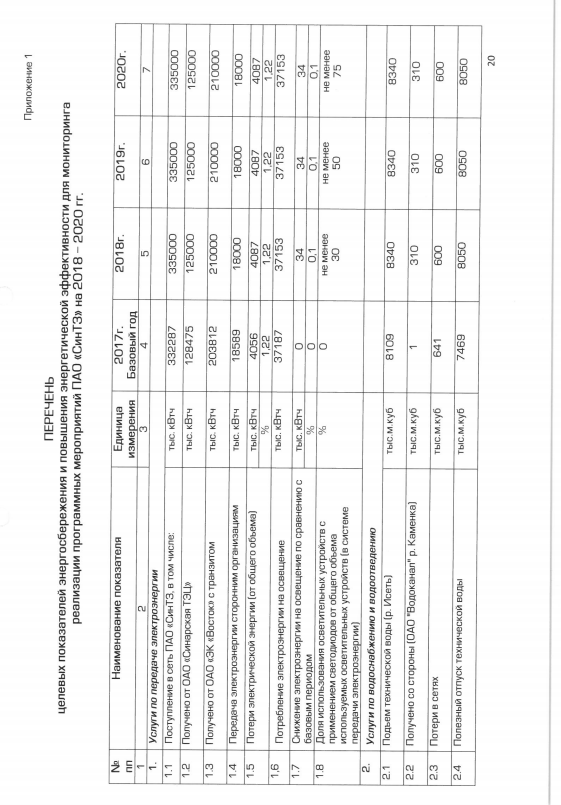 Приложение 1
ПЕРЕЧЕНЬ
целевых показателей энергосбережения и повышения энергетической эффективности для мониторинга
реализации программных мероприятий ПАО «СинТЗ» на 2018 – 2020 гг.
№ пп Наименование показателя Единица измерения 2017г. Базовый год 2018г. 2019г. 2020г.
1 2 3 4 5 6 7
1. Услуги по передаче электроэнергии
1.1 Поступление в сеть ПАО «СинТЗ, в том числе: тыс. кВтч 332287 335000 335000 335000
1.2 Получено от ОАО «Синарская ТЭЦ» тыс. кВтч 128475 125000 125000 125000
1.3 Получено от ОАО «ЭК «Восток» с транзитом тыс. кВтч 203812 210000 210000 210000
1.4 Передача электроэнергии сторонним организациям тыс. кВтч 18589 18000 18000 18000
1.5 Потери электрической энергии (от общего объема) тыс. кВтч 4056 4087 4087 4087
% 1,22 1,22 1,22 1,22
1.6 Потребление электроэнергии на освещение тыс. кВтч 37187 37153 37153 37153
1.7 Снижение электроэнергии на освещение по сравнению с тыс. кВтч 0 34 34 34
базовым периодом % 0 0,1 0,1 0,1
1.8 Доля использования осветительных устройств с % 0 не менее не менее не менее
применением светодиодов от общего объема 30 50 75
используемых осветительных устройств (в системе
передачи электроэнергии)
2. Услуги по водоснабжению и водоотведению
2.1 Подъем технической воды (р. Исеть) тыс.м.куб 8109 8340 8340 8340
2.2 Получено со стороны (ОАО "Водоканал" р. Каменка) тыс.м.куб 1 310 310 310
2.3 Потери в сетях тыс.м.куб 641 600 600 600
2.4 Полезный отпуск технической воды тыс.м.куб 7469 8050 8050 8050
20